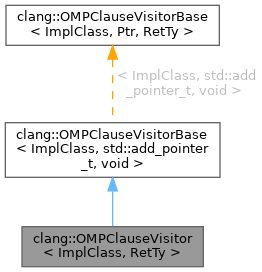 clang::OMPClauseVisitorBase
< ImplClass, Ptr, RetTy >
< ImplClass, std::add
_pointer_t, void >
clang::OMPClauseVisitorBase
< ImplClass, std::add_pointer
_t, void >
clang::OMPClauseVisitor
< ImplClass, RetTy >